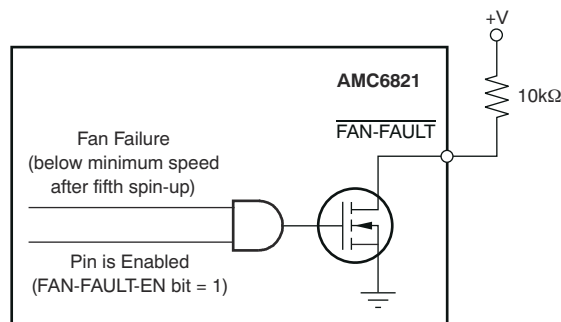 +V
AMC6821
10kΩ
FAN-FAULT
Fan Failure
(below minimum speed
after fifth spin-up)
Pin is Enabled
(FAN-FAULT-EN bit = 1)